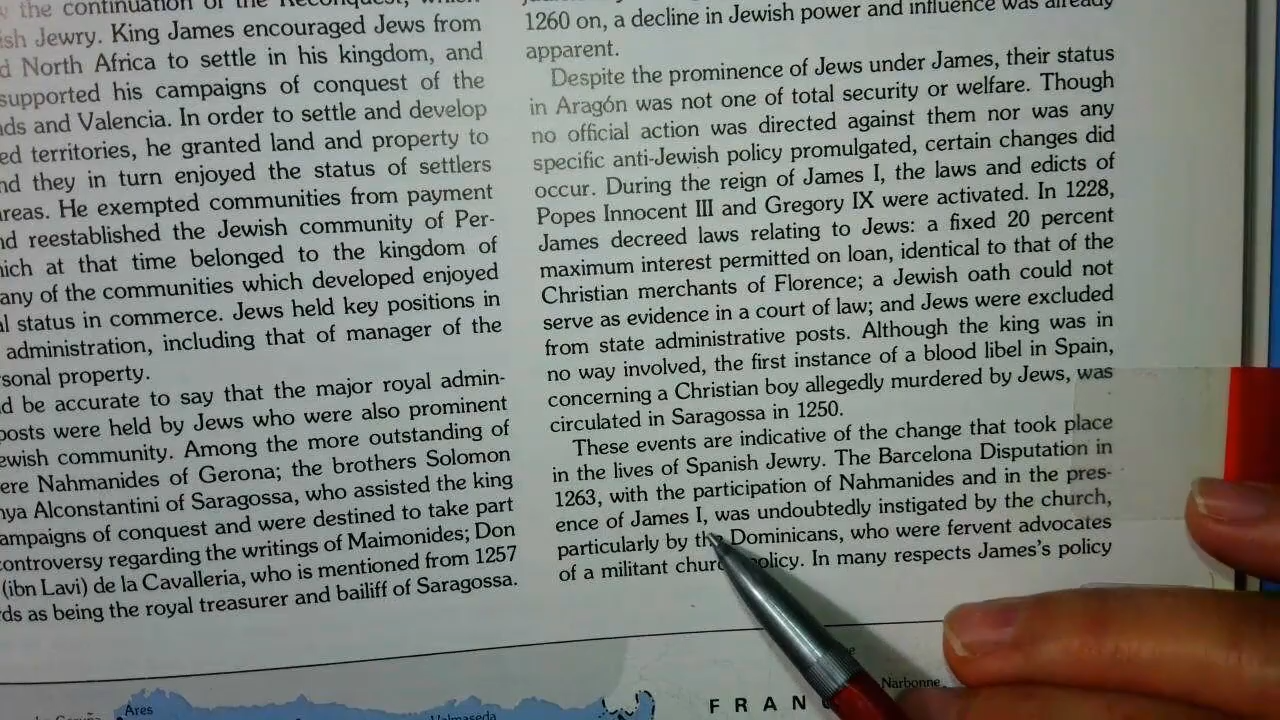 the continuation of the Reconquest, which
ish Jewry. King James encouraged Jews from
d North Africa to settle in his kingdom, and
supported his campaigns of conquest of the
nds and Valencia. In order to settle and develop
ed territories, he granted land and property to
nd they in turn enjoyed the status of settlers
reas. He exempted communities from payment
nd reestablished the Jewish community of Per-
ich at that time belonged to the kingdom of
any of the communities which developed enjoyed
al status in commerce. Jews held key positions in
administration, including that of manager of the
rsonal property.
d be accurate to say that the major royal admin-
posts were held by Jews who were also prominent
ewish community. Among the more outstanding of
ere Nahmanides of Gerona; the brothers Solomon
nya Alconstantini of Saragossa, who assisted the king
ampaigns of conquest and were destined to take part
controversy regarding the writings of Maimonides; Don
(ibn Lavi) de la Cavalleria, who is mentioned from 1257
rds as being the royal treasurer and bailiff of Saragossa.
1260 on, a decline in Jewish power and influence was already
apparent.
Despite the prominence of Jews under James, their status
in Aragón was not one of total security or welfare. Though
no official action was directed against them nor was any
specific anti-Jewish policy promulgated, certain changes did
occur. During the reign of James I, the laws and edicts of
Popes Innocent III and Gregory IX were activated. In 1228,
James decreed laws relating to Jews: a fixed 20 percent
maximum interest permitted on loan, identical to that of the
Christian merchants of Florence; a Jewish oath could not
serve as evidence in a court of law; and Jews were excluded
from state administrative posts. Although the king was in
no way involved, the first instance of a blood libel in Spain,
concerning a Christian boy allegedly murdered by Jews, was
circulated in Saragossa in 1250.
These events are indicative of the change that took place
in the lives of Spanish Jewry. The Barcelona Disputation in
1263, with the participation of Nahmanides and in the pres-
ence of James I, was undoubtedly instigated by the church,
particularly by the Dominicans, who were fervent advocates
of a militant church policy. In many respects James's policy
Ares
FRAN
Narbonne